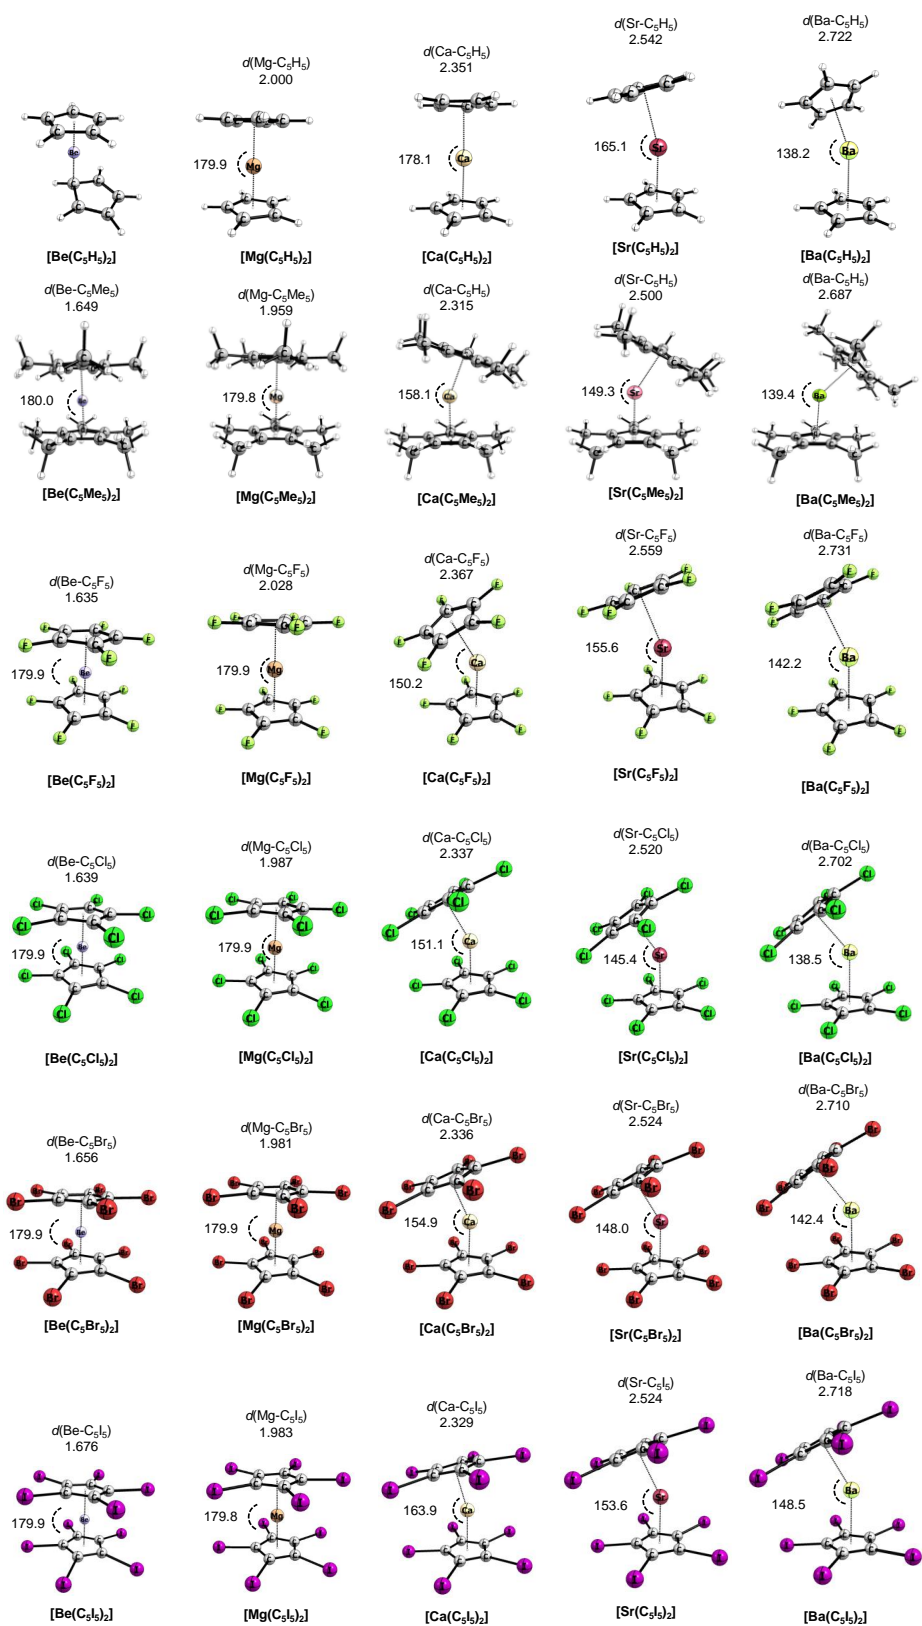 d(Mg-C₅H₅)
2.000
d(Ca-C₅H₅)
2.351
d(Sr-C₅H₅)
2.542
d(Ba-C₅H₅)
2.722
179.9
178.1
165.1
138.2
[Be(C₅H₅)₂]
[Mg(C₅H₅)₂]
[Ca(C₅H₅)₂]
[Sr(C₅H₅)₂]
[Ba(C₅H₅)₂]
d(Be-C₅Me₅)
1.649
d(Mg-C₅Me₅)
1.959
d(Ca-C₅H₅)
2.315
d(Sr-C₅H₅)
2.500
d(Ba-C₅H₅)
2.687
180.0
179.8
158.1
149.3
139.4
[Be(C₅Me₅)₂]
[Mg(C₅Me₅)₂]
[Ca(C₅Me₅)₂]
[Sr(C₅Me₅)₂]
[Ba(C₅Me₅)₂]
d(Be-C₅F₅)
1.635
d(Mg-C₅F₅)
2.028
d(Ca-C₅F₅)
2.367
d(Sr-C₅F₅)
2.559
d(Ba-C₅F₅)
2.731
179.9
179.9
150.2
155.6
142.2
[Be(C₅F₅)₂]
[Mg(C₅F₅)₂]
[Ca(C₅F₅)₂]
[Sr(C₅F₅)₂]
[Ba(C₅F₅)₂]
d(Be-C₅Cl₅)
1.639
d(Mg-C₅Cl₅)
1.987
d(Ca-C₅Cl₅)
2.337
d(Sr-C₅Cl₅)
2.520
d(Ba-C₅Cl₅)
2.702
179.9
179.9
151.1
145.4
138.5
[Be(C₅Cl₅)₂]
[Mg(C₅Cl₅)₂]
[Ca(C₅Cl₅)₂]
[Sr(C₅Cl₅)₂]
[Ba(C₅Cl₅)₂]
d(Be-C₅Br₅)
1.656
d(Mg-C₅Br₅)
1.981
d(Ca-C₅Br₅)
2.336
d(Sr-C₅Br₅)
2.524
d(Ba-C₅Br₅)
2.710
179.9
179.9
154.9
148.0
142.4
[Be(C₅Br₅)₂]
[Mg(C₅Br₅)₂]
[Ca(C₅Br₅)₂]
[Sr(C₅Br₅)₂]
[Ba(C₅Br₅)₂]
d(Be-C₅I₅)
1.676
d(Mg-C₅I₅)
1.983
d(Ca-C₅I₅)
2.329
d(Sr-C₅I₅)
2.524
d(Ba-C₅I₅)
2.718
179.9
179.8
163.9
153.6
148.5
[Be(C₅I₅)₂]
[Mg(C₅I₅)₂]
[Ca(C₅I₅)₂]
[Sr(C₅I₅)₂]
[Ba(C₅I₅)₂]